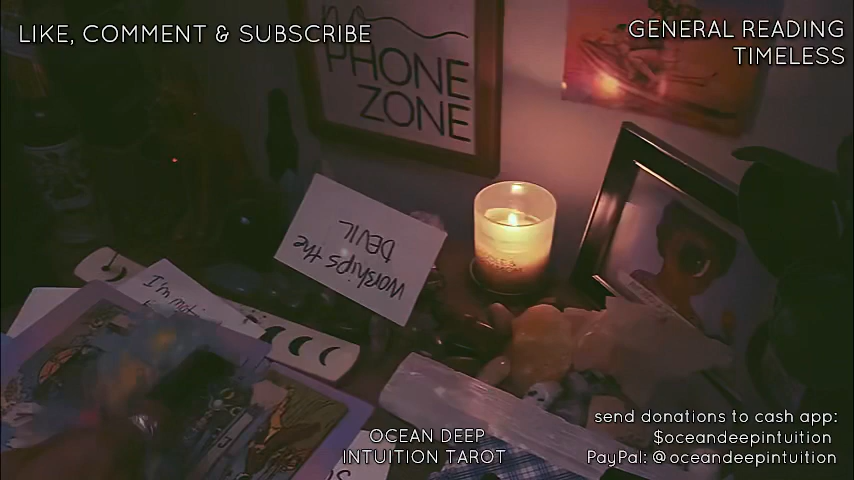 LIKE, COMMENT & SUBSCRIBE
GENERAL READING
TIMELESS
PHONE
ZONE
Worships the
DEVIL
OCEAN DEEP
INTUITION TAROT
send donations to cash app:
$oceandeepintuition
PayPal: @oceandeepintuition